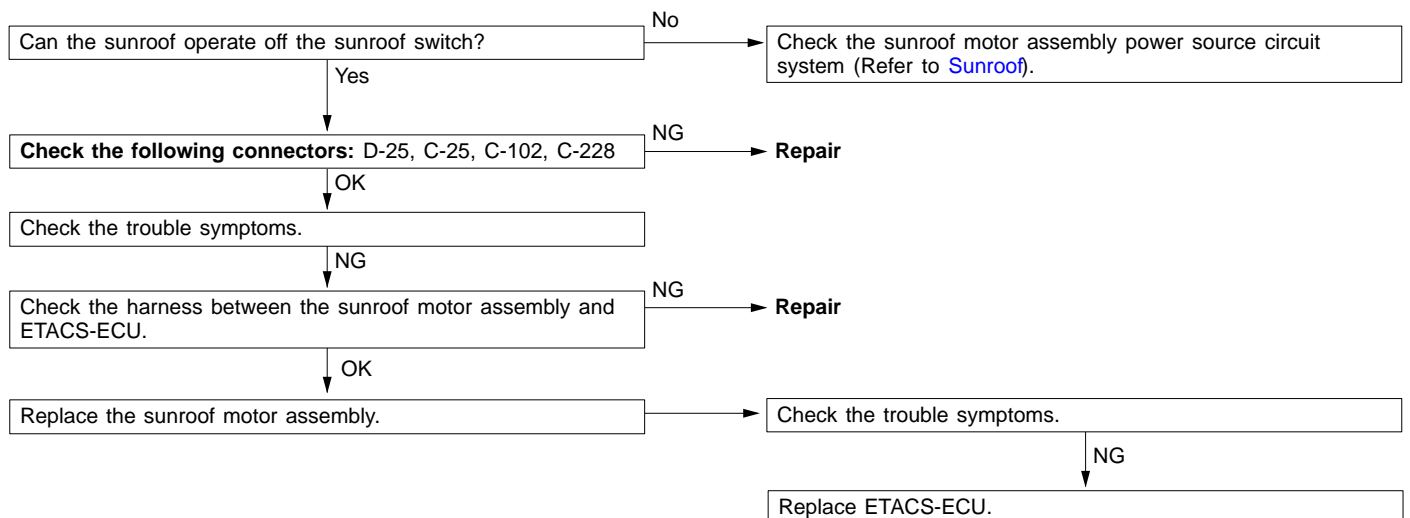 Can the sunroof operate off the sunroof switch?
No
Check the sunroof motor assembly power source circuit
system (Refer to Sunroof).
Yes
Check the following connectors: D-25, C-25, C-102, C-228
NG
Repair
OK
Check the trouble symptoms.
NG
Check the harness between the sunroof motor assembly and
ETACS-ECU.
NG
Repair
OK
Replace the sunroof motor assembly.
Check the trouble symptoms.
NG
Replace ETACS-ECU.